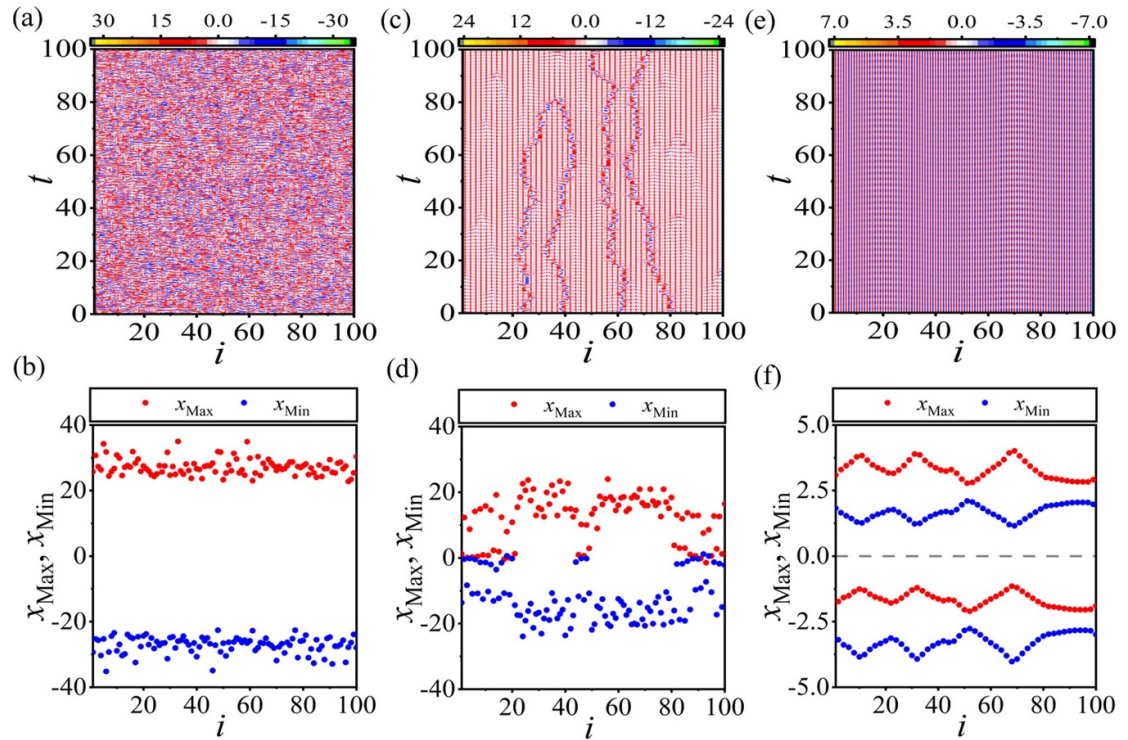 (a)
30 15 0.0 -15 -30
100
80
60
40
20
0
t
20 40 60 80 100
i
(c)
24 12 0.0 -12 -24
100
80
60
40
20
0
t
20 40 60 80 100
i
(e)
7.0 3.5 0.0 -3.5 -7.0
100
80
60
40
20
0
t
20 40 60 80 100
i
(b)
xMax xMin
40
20
0
-20
-40
xMax, xMin
20 40 60 80 100
i
(d)
xMax xMin
40
20
0
-20
-40
xMax, xMin
20 40 60 80 100
i
(f)
xMax xMin
5.0
2.5
0.0
-2.5
-5.0
xMax, xMin
20 40 60 80 100
i